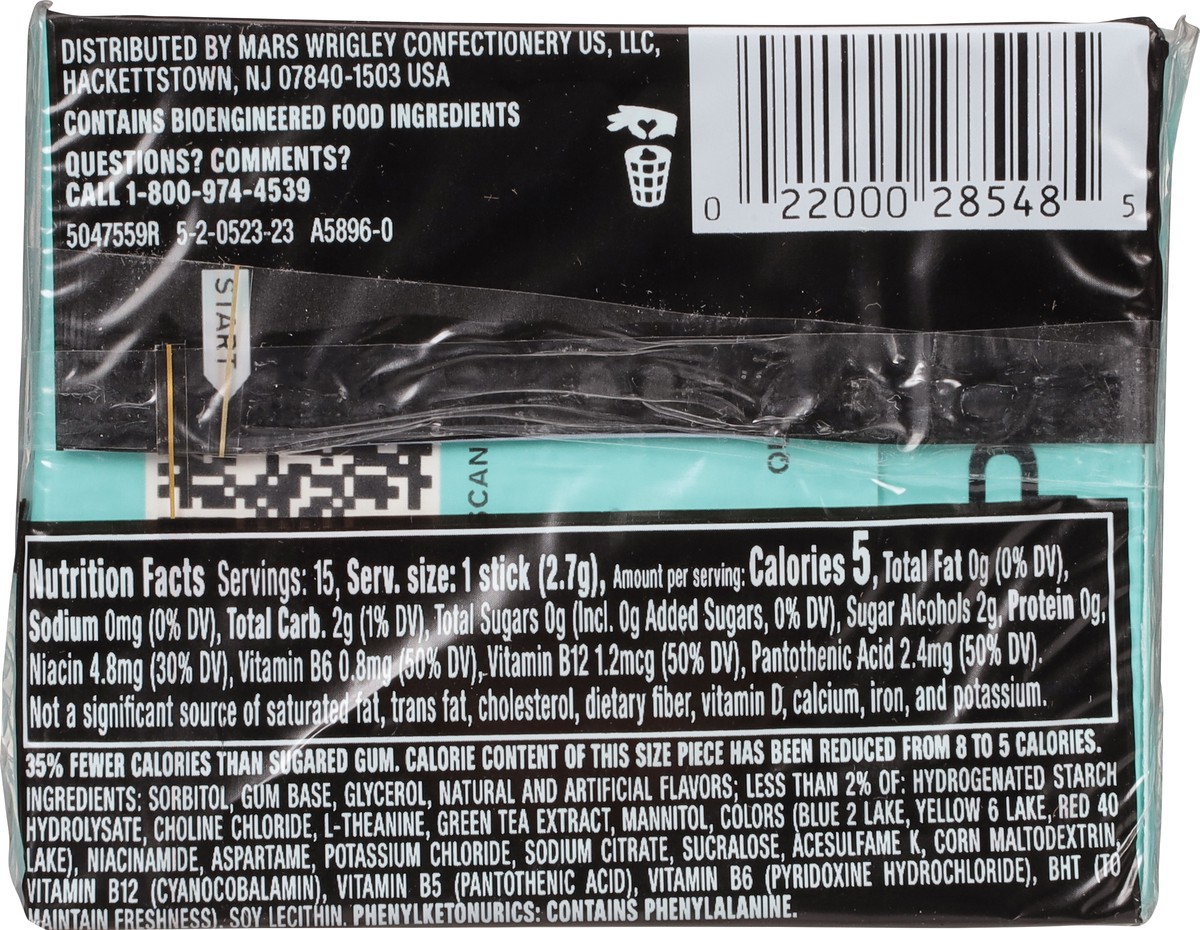 DISTRIBUTED BY MARS WRIGLEY CONFECTIONERY US, LLC,
HACKETTSTOWN, NJ 07840-1503 USA
CONTAINS BIOENGINEERED FOOD INGREDIENTS
QUESTIONS? COMMENTS?
CALL 1-800-974-4539
5047559R 5-2-0523-23 A5896-0
0 22000 28548 5
START
Nutrition Facts Servings: 15, Serv. size: 1 stick (2.7g), Amount per serving: Calories 5, Total Fat 0g (0% DV),
Sodium 0mg (0% DV), Total Carb. 2g (1% DV), Total Sugars 0g (Incl. 0g Added Sugars, 0% DV), Sugar Alcohols 2g, Protein 0g,
Niacin 4.8mg (30% DV), Vitamin B6 0.8mg (50% DV), Vitamin B12 1.2mcg (50% DV), Pantothenic Acid 2.4mg (50% DV).
Not a significant source of saturated fat, trans fat, cholesterol, dietary fiber, vitamin D, calcium, iron, and potassium.
35% FEWER CALORIES THAN SUGARED GUM. CALORIE CONTENT OF THIS SIZE PIECE HAS BEEN REDUCED FROM 8 TO 5 CALORIES.
INGREDIENTS: SORBITOL, GUM BASE, GLYCEROL, NATURAL AND ARTIFICIAL FLAVORS; LESS THAN 2% OF: HYDROGENATED STARCH
HYDROLYSATE, CHOLINE CHLORIDE, L-THEANINE, GREEN TEA EXTRACT, MANNITOL, COLORS (BLUE 2 LAKE, YELLOW 6 LAKE, RED 40
LAKE), NIACINAMIDE, ASPARTAME, POTASSIUM CHLORIDE, SODIUM CITRATE, SUCRALOSE, ACESULFAME K, CORN MALTODEXTRIN,
VITAMIN B12 (CYANOCOBALAMIN), VITAMIN B5 (PANTOTHENIC ACID), VITAMIN B6 (PYRIDOXINE HYDROCHLORIDE), BHT (TO
MAINTAIN FRESHNESS), SOY LECITHIN. PHENYLKETONURICS: CONTAINS PHENYLALANINE.